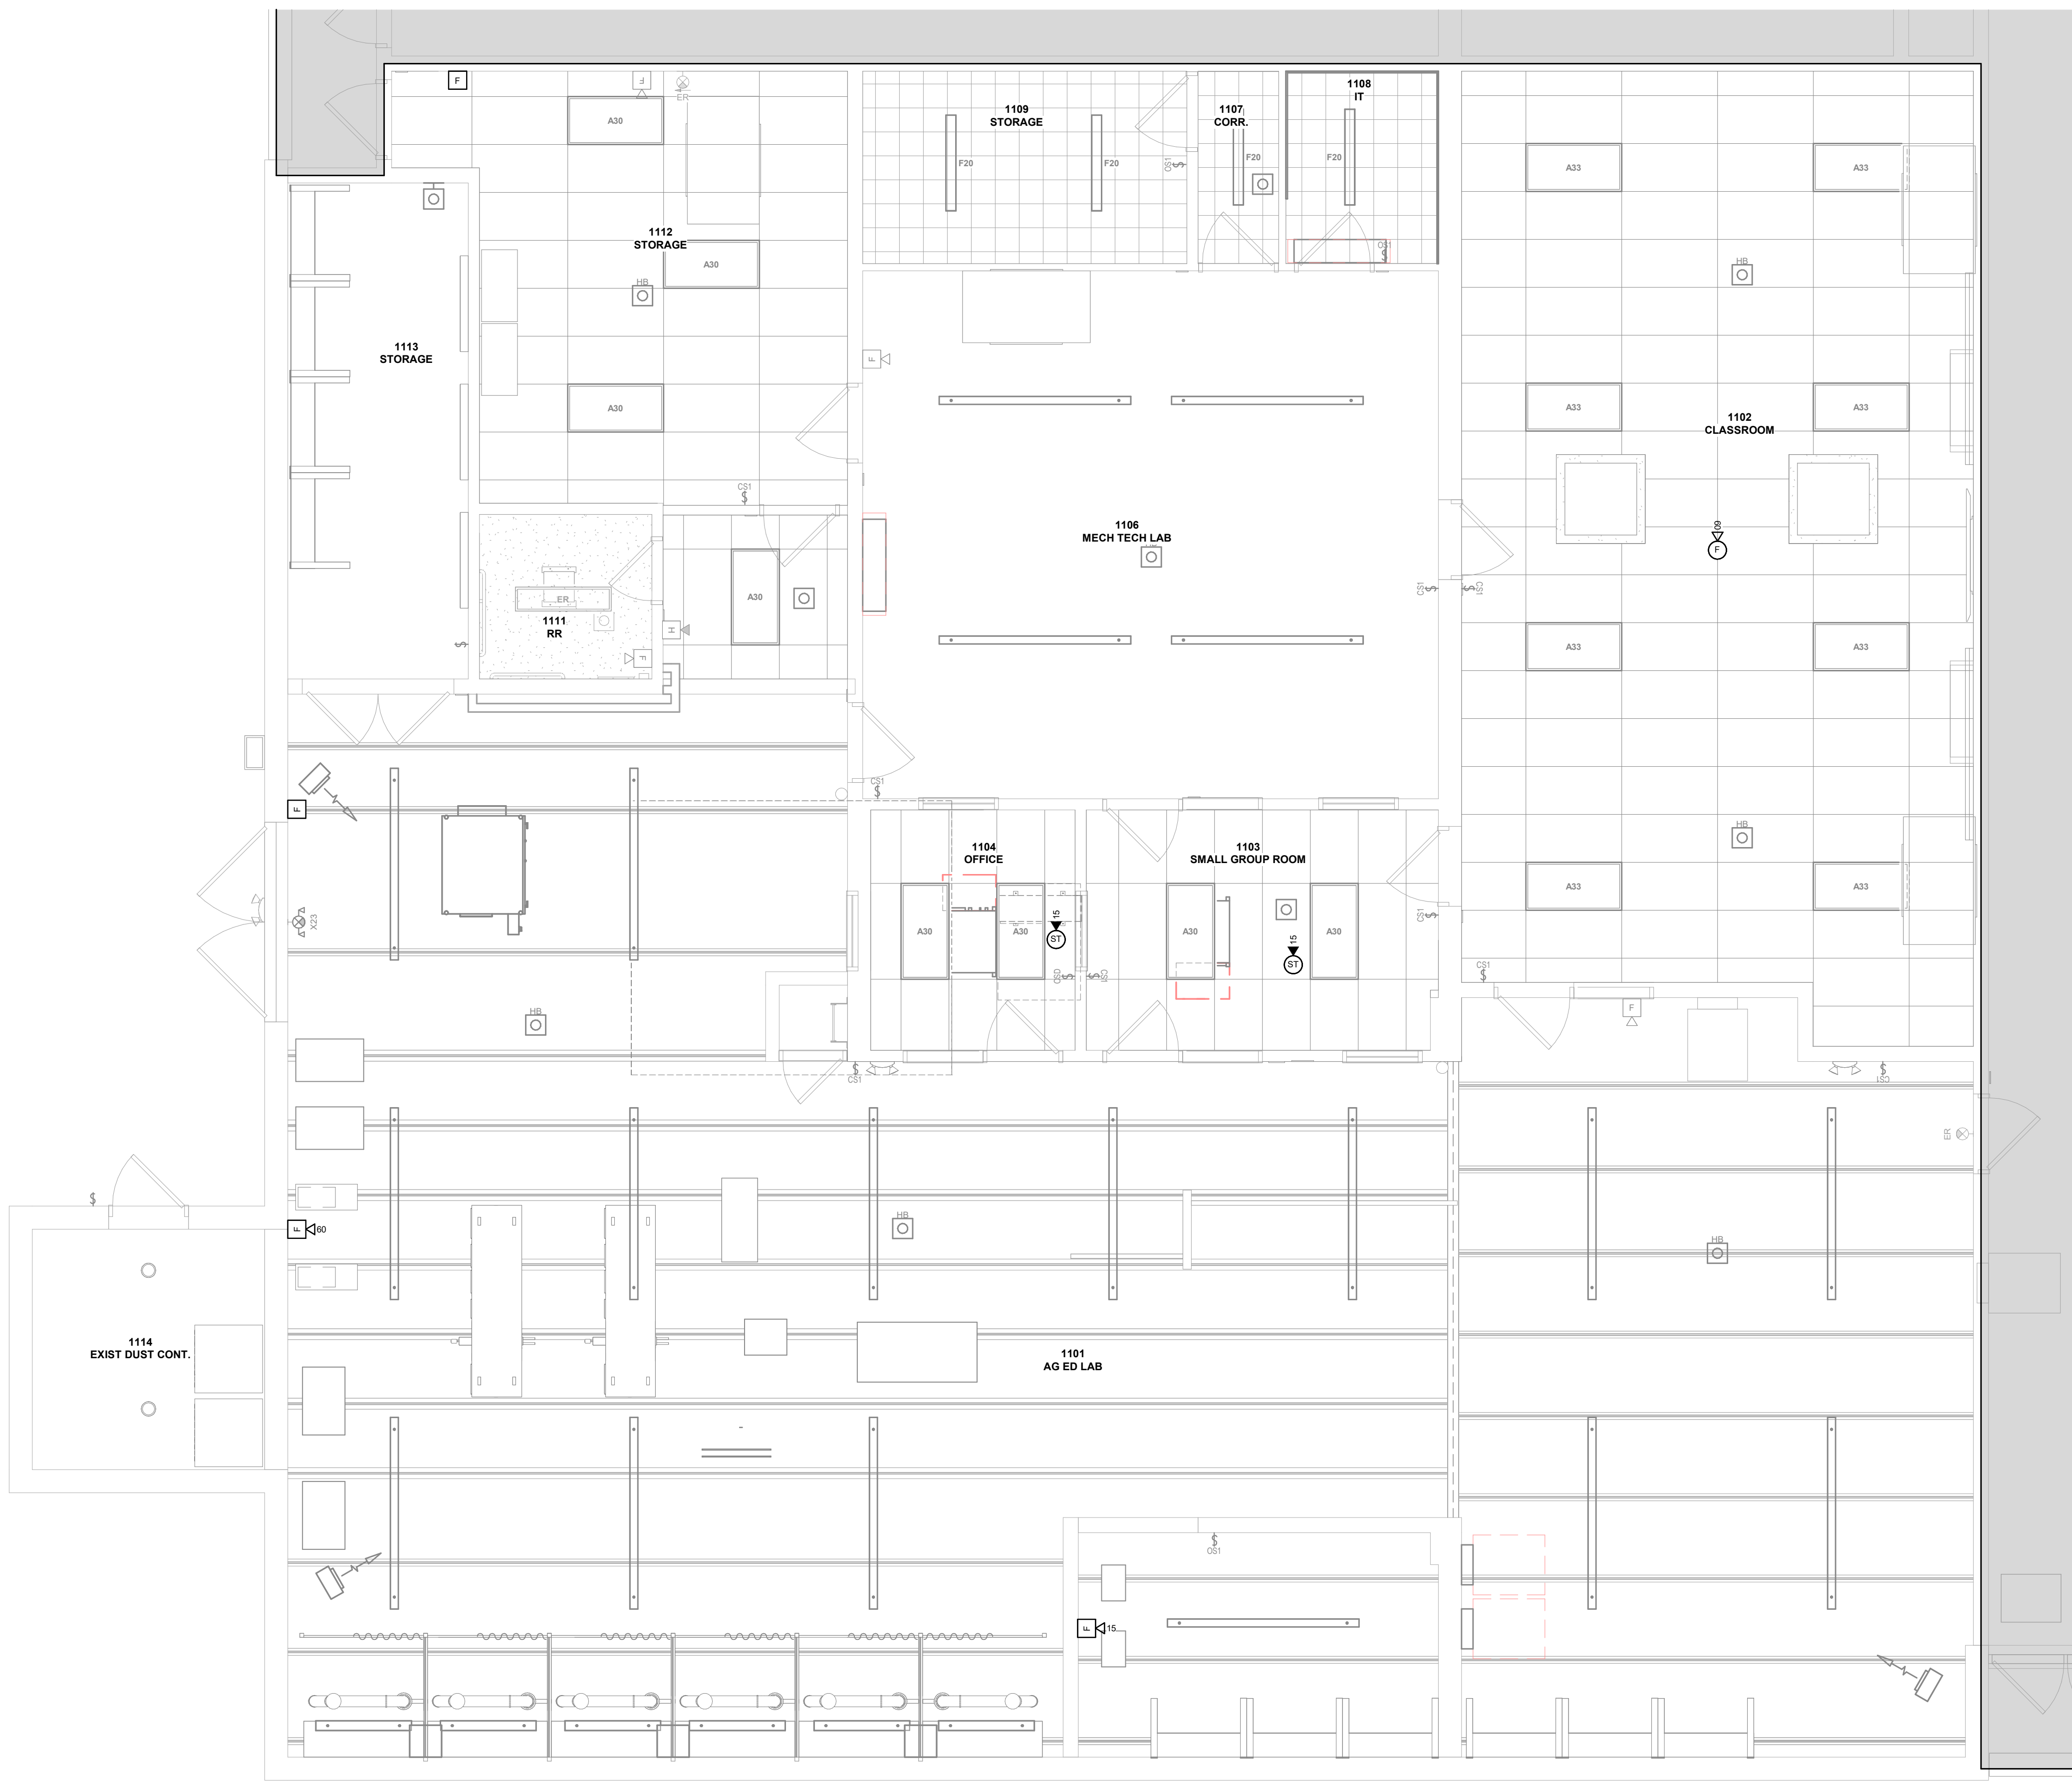 F
F
ER
A30
1109
STORAGE
1107
CORR.
1108
IT
F20
F20
F20
F20
CS1
A33
A33
1112
STORAGE
A30
HB
OS1
HB
1113
STORAGE
F
A30
A33
A33
1102
CLASSROOM
CS1
1106
MECH TECH LAB
60
F
CS1
CS1
ER
A30
1111
RR
H
F
A33
A33
CS1
F
HB
1104
OFFICE
1103
SMALL GROUP ROOM
A33
A33
X23
A30
A30
15
ST
A30
15
ST
A30
CS1
OS0
CS1
CS1
HB
F
CS1
CS1
ER
F
60
HB
HB
1114
EXIST DUST CONT.
1101
AG ED LAB
-
OS1
F
15